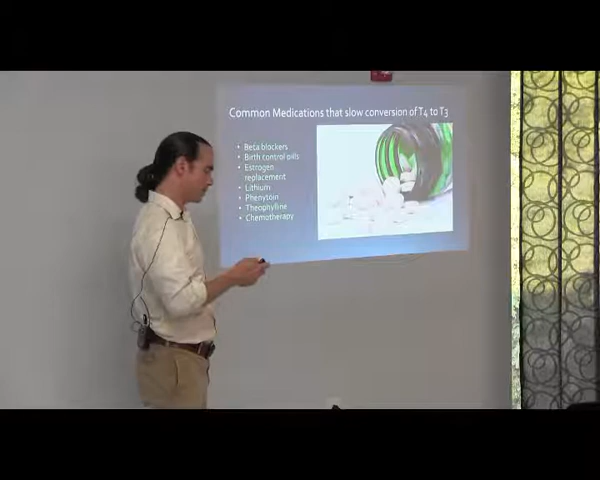 Common Medications that slow conversion of T4 to T3
• Beta blockers
• Birth control pills
• Estrogen
replacement
• Lithium
• Phenytoin
• Theophylline
• Chemotherapy